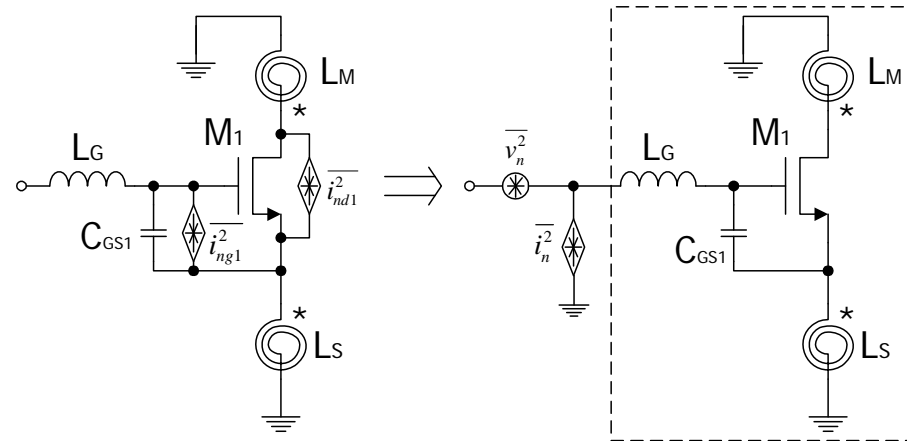 LM
*
M1
LG
i²nd1
CGS1
i²ng1
*
LS
v²n
i²n
LM
*
M1
LG
CGS1
*
LS